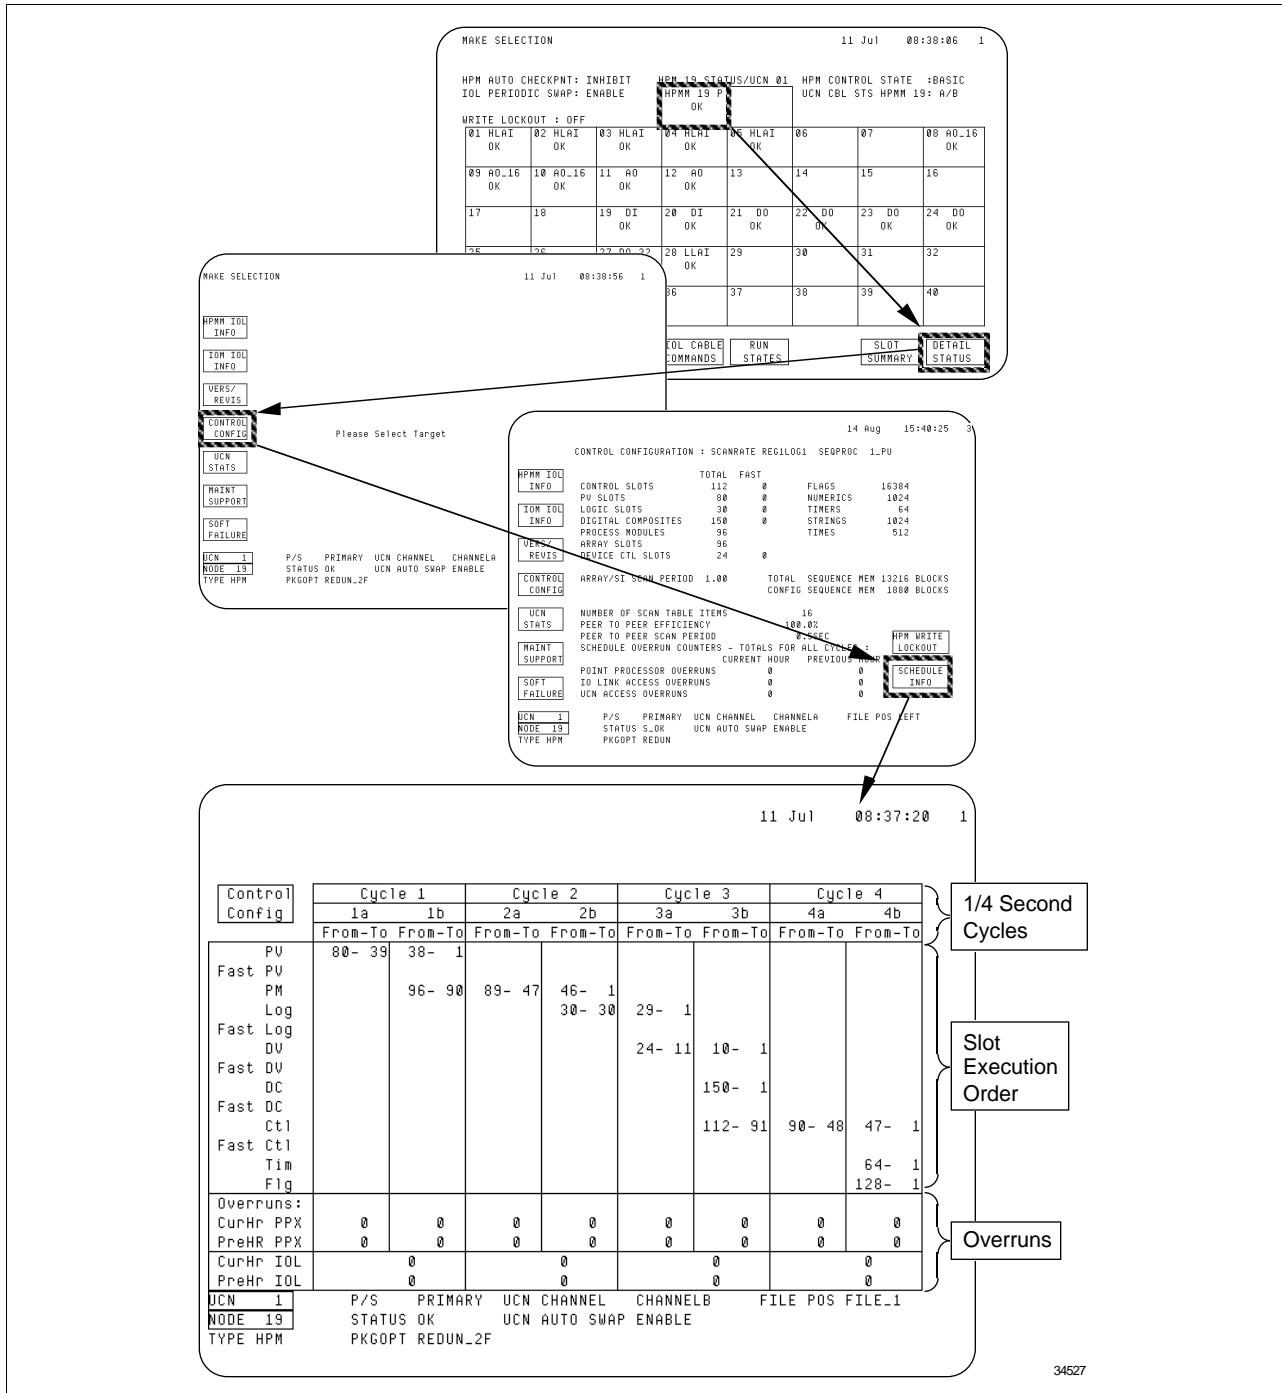 MAKE SELECTION 11 Jul 08:38:06 1
HPM AUTO CHECKPNT: INHIBIT HPM 19 STATUS/UCN 01 HPM CONTROL STATE :BASIC
IOL PERIODIC SWAP: ENABLE HPMM 19 P UCN CBL STS HPMM 19: A/B
OK
WRITE LOCKOUT : OFF
01 HLAI 02 HLAI 03 HLAI 04 HLAI 05 HLAI 06 07 08 AO_16
OK OK OK OK OK OK
09 AO_16 10 AO_16 11 AO 12 AO 13 14 15 16
OK OK OK OK
17 18 19 DI 20 DI 21 DO 22 DO 23 DO 24 DO
OK OK OK OK OK OK
25 26 27 DO_32 28 LLAI 29 30 31 32
OK
36 37 38 39 40
IOL CABLE RUN SLOT DETAIL
COMMANDS STATES SUMMARY STATUS
MAKE SELECTION 11 Jul 08:38:56 1
HPMM IOL
INFO
IOM IOL
INFO
VERS/
REVIS
CONTROL
CONFIG
Please Select Target
UCN
STATS
MAINT
SUPPORT
SOFT
FAILURE
UCN 1 P/S PRIMARY UCN CHANNEL CHANNELA
NODE 19 STATUS OK UCN AUTO SWAP ENABLE
TYPE HPM PKGOPT REDUN_2F
14 Aug 15:40:25 3
CONTROL CONFIGURATION : SCANRATE REG1LOG1 SEQPROC 1_PU
HPMM IOL TOTAL FAST
INFO CONTROL SLOTS 112 0 FLAGS 16384
PV SLOTS 80 0 NUMERICS 1024
IOM IOL LOGIC SLOTS 30 0 TIMERS 64
INFO DIGITAL COMPOSITES 150 0 STRINGS 1024
PROCESS MODULES 96 TIMES 512
VERS/ ARRAY SLOTS 96
REVIS DEVICE CTL SLOTS 24 0
CONTROL ARRAY/SI SCAN PERIOD 1.00 TOTAL SEQUENCE MEM 13216 BLOCKS
CONFIG CONFIG SEQUENCE MEM 1880 BLOCKS
UCN NUMBER OF SCAN TABLE ITEMS 16
STATS PEER TO PEER EFFICIENCY 100.0%
PEER TO PEER SCAN PERIOD 0.5SEC HPM WRITE
MAINT SCHEDULE OVERRUN COUNTERS - TOTALS FOR ALL CYCLES : LOCKOUT
SUPPORT CURRENT HOUR PREVIOUS HOUR
POINT PROCESSOR OVERRUNS 0 0 SCHEDULE
SOFT IO LINK ACCESS OVERRUNS 0 0 INFO
FAILURE UCN ACCESS OVERRUNS 0 0
UCN 1 P/S PRIMARY UCN CHANNEL CHANNELA FILE POS LEFT
NODE 19 STATUS S_OK UCN AUTO SWAP ENABLE
TYPE HPM PKGOPT REDUN
11 Jul 08:37:20 1
Control Cycle 1 Cycle 2 Cycle 3 Cycle 4
Config 1a 1b 2a 2b 3a 3b 4a 4b
From-To From-To From-To From-To From-To From-To From-To From-To
1/4 Second
Cycles
PV 80- 39 38- 1
Fast PV
PM 96- 90 89- 47 46- 1
Log 30- 30 29- 1
Fast Log
DV 24- 11 10- 1
Fast DV
DC 150- 1
Fast DC
Ctl 112- 91 90- 48 47- 1
Fast Ctl
Tim 64- 1
Flg 128- 1
Slot
Execution
Order
Overruns:
CurHr PPX 0 0 0 0 0 0 0 0
PreHR PPX 0 0 0 0 0 0 0 0
CurHr IOL 0 0 0 0
PreHr IOL 0 0 0 0
Overruns
UCN 1 P/S PRIMARY UCN CHANNEL CHANNELB FILE POS FILE_1
NODE 19 STATUS OK UCN AUTO SWAP ENABLE
TYPE HPM PKGOPT REDUN_2F
34527